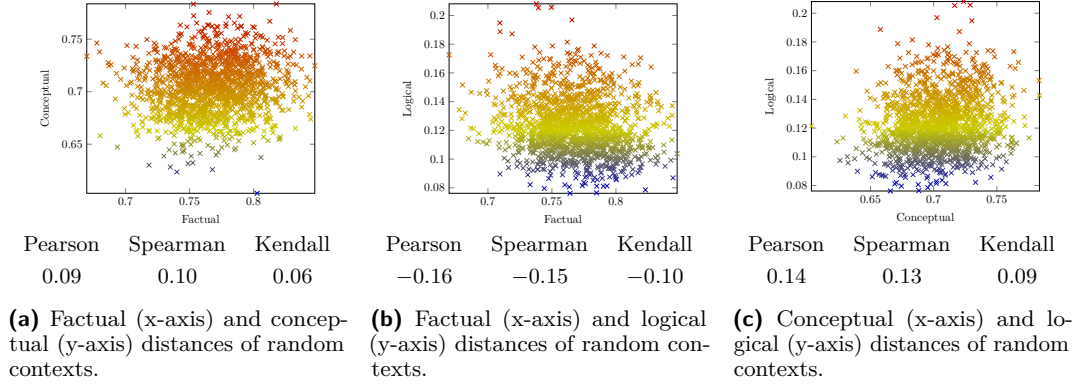 0.75
0.7
0.65
Conceptual
0.7
0.8
Factual
Pearson Spearman Kendall
0.09 0.10 0.06
(a) Factual (x-axis) and concep-
tual (y-axis) distances of random
contexts.
0.2
0.18
0.16
0.14
0.12
0.1
0.08
Logical
0.7
0.8
Factual
Pearson Spearman Kendall
−0.16 −0.15 −0.10
(b) Factual (x-axis) and logical
(y-axis) distances of random con-
texts.
0.2
0.18
0.16
0.14
0.12
0.1
0.08
Logical
0.65
0.7
0.75
Conceptual
Pearson Spearman Kendall
0.14 0.13 0.09
(c) Conceptual (x-axis) and lo-
gical (y-axis) distances of random
contexts.